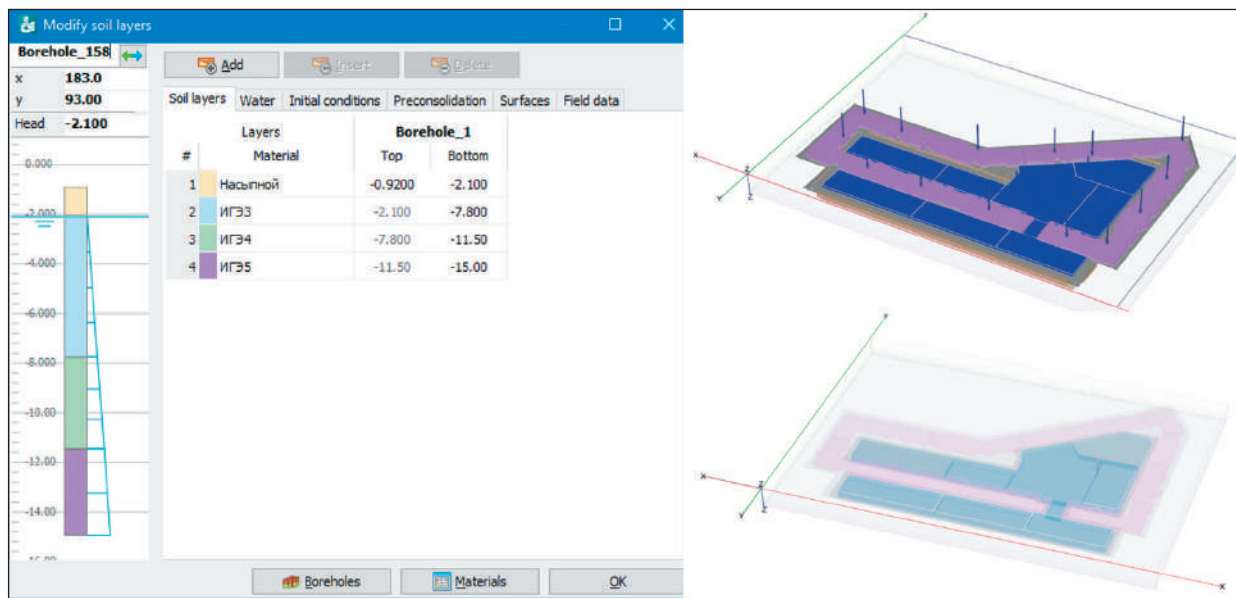 Modify soil layers
Borehole_158
x 183.0
y 93.00
Head -2.100
0.000
-2.000
-4.000
-6.000
-8.000
-10.00
-12.00
-14.00
-16.00
Add Insert Delete
Soil layers Water Initial conditions Preconsolidation Surfaces Field data
Layers Borehole_1
# Material Top Bottom
1 Насыпной -0.9200 -2.100
2 ИГЭ3 -2.100 -7.800
3 ИГЭ4 -7.800 -11.50
4 ИГЭ5 -11.50 -15.00
Boreholes Materials OK
Y
X
Z
Y
Z
X
Y
X
Z
Y
Z
X